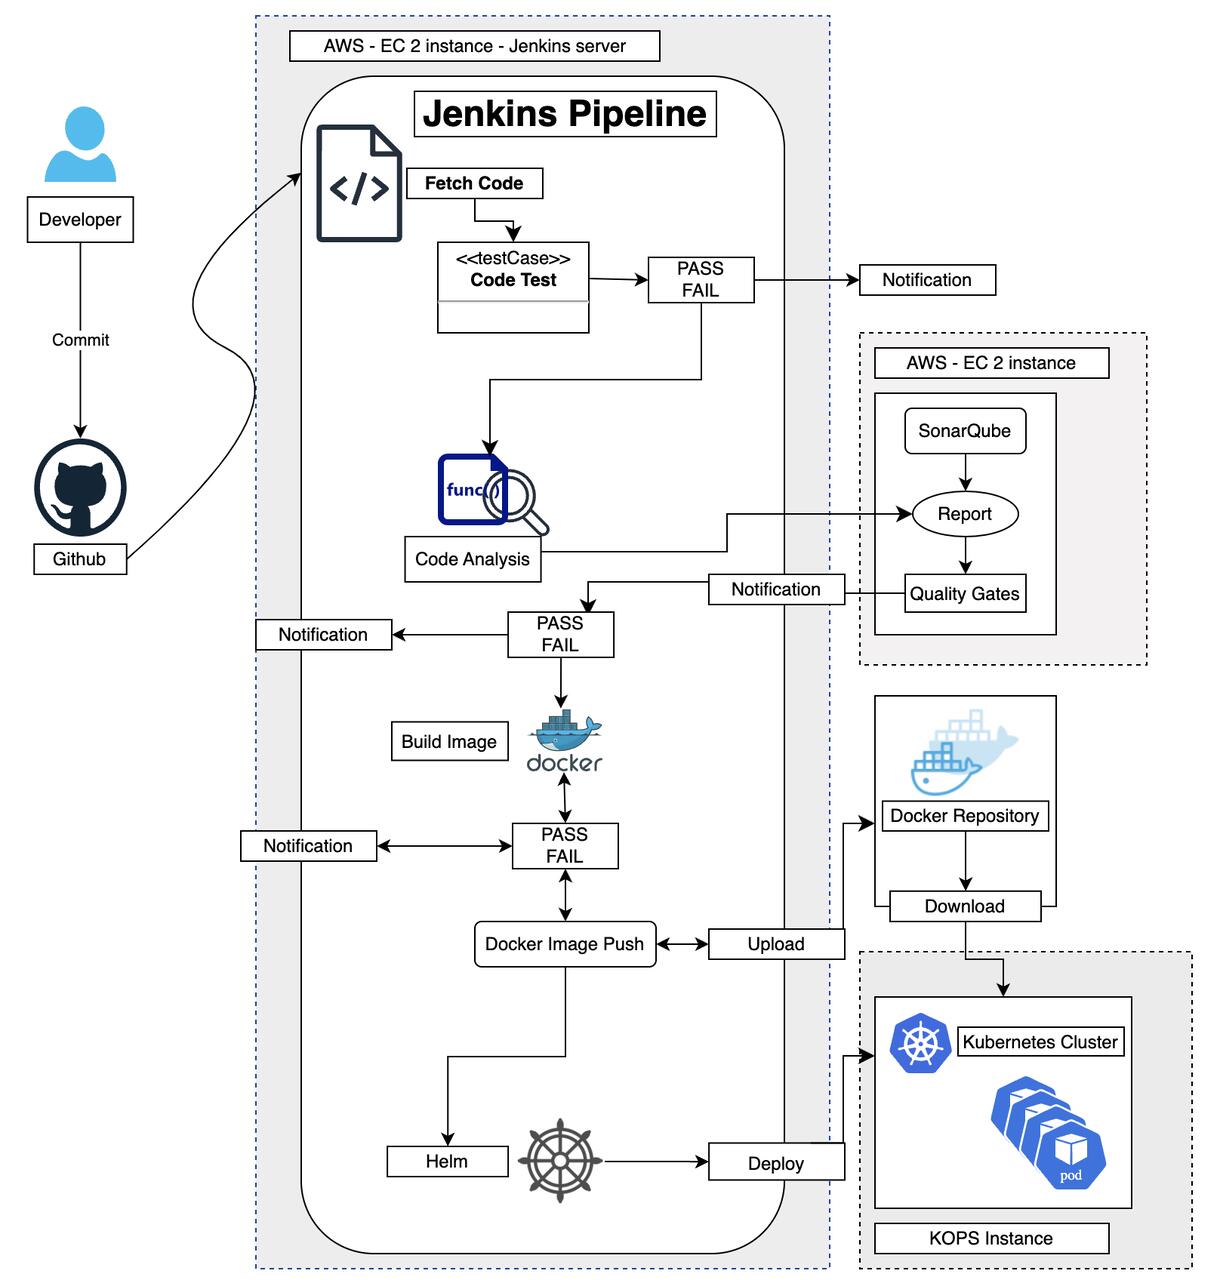 AWS - EC 2 instance - Jenkins server
Jenkins Pipeline
</>
Fetch Code
Developer
<<testCase>>
Code Test
PASS
FAIL
Notification
Commit
AWS - EC 2 instance
SonarQube
func()
Report
Github
Code Analysis
Notification
Quality Gates
PASS
FAIL
Notification
Build Image
docker
Docker Repository
PASS
FAIL
Notification
Download
Docker Image Push
Upload
Kubernetes Cluster
pod
Helm
Deploy
KOPS Instance